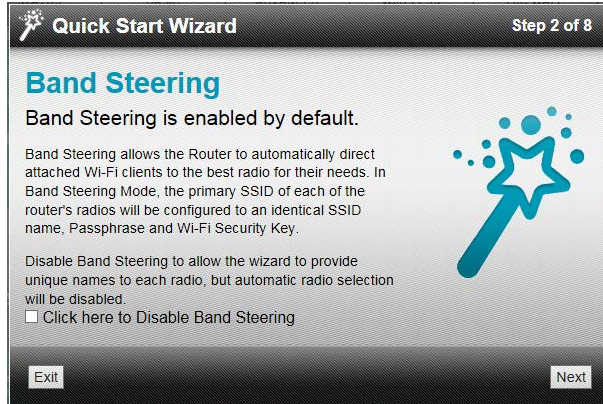 Quick Start Wizard
Step 2 of 8
Band Steering
Band Steering is enabled by default.
Band Steering allows the Router to automatically direct
attached Wi-Fi clients to the best radio for their needs. In
Band Steering Mode, the primary SSID of each of the
router's radios will be configured to an identical SSID
name, Passphrase and Wi-Fi Security Key.
Disable Band Steering to allow the wizard to provide
unique names to each radio, but automatic radio selection
will be disabled.
Click here to Disable Band Steering
Exit
Next